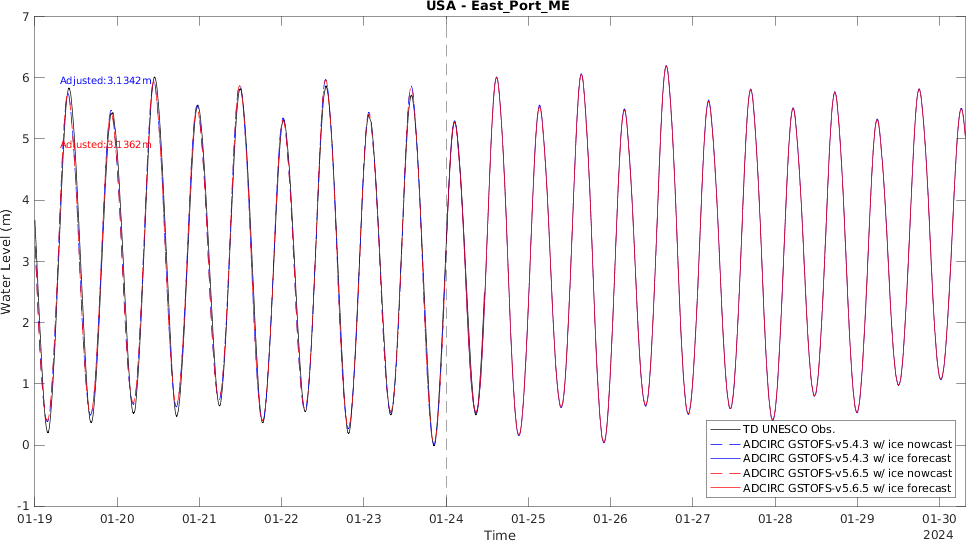 USA - East_Port_ME
7
6
5
4
3
2
1
0
-1
Water Level (m)
Adjusted:3.1342m
Adjusted:3.1362m
TD UNESCO Obs.
ADCIRC GSTOFS-v5.4.3 w/ ice nowcast
ADCIRC GSTOFS-v5.4.3 w/ ice forecast
ADCIRC GSTOFS-v5.6.5 w/ ice nowcast
ADCIRC GSTOFS-v5.6.5 w/ ice forecast
01-19 01-20 01-21 01-22 01-23 01-24 01-25 01-26 01-27 01-28 01-29 01-30
2024
Time